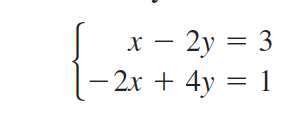 x − 2y = 3
−2x + 4y = 1